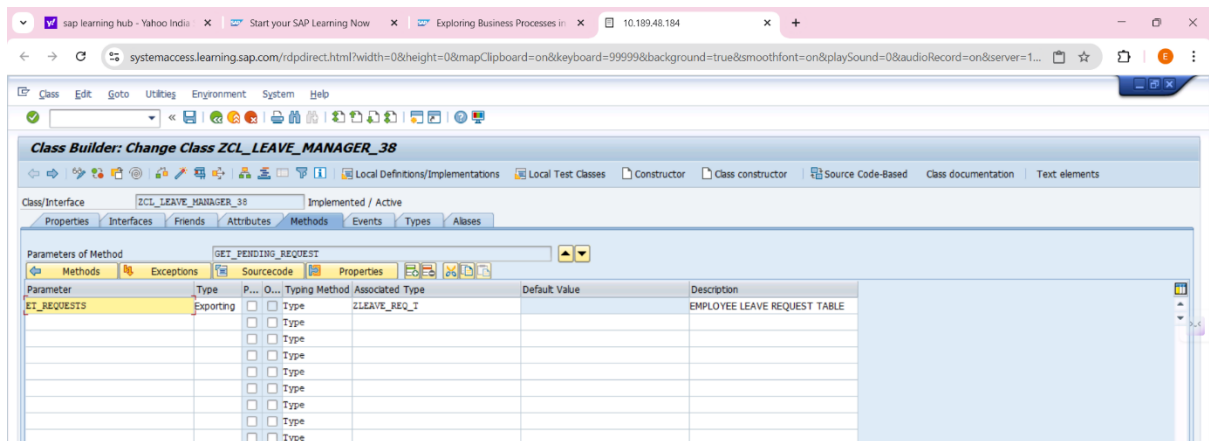 sap learning hub - Yahoo India
Start your SAP Learning Now
Exploring Business Processes in
10.189.48.184
systemaccess.learning.sap.com/rdpdirect.html?width=0&height=0&mapClipboard=on&keyboard=99999&background=true&smoothfont=on&playSound=0&audioRecord=on&server=1...
E
Class Edit Goto Utilities Environment System Help
Class Builder: Change Class ZCL_LEAVE_MANAGER_38
Local Definitions/Implementations Local Test Classes Constructor Class constructor Source Code-Based Class documentation Text elements
Class/Interface ZCL_LEAVE_MANAGER_38 Implemented / Active
Properties Interfaces Friends Attributes Methods Events Types Aliases
Parameters of Method GET_PENDING_REQUEST
Methods Exceptions Sourcecode Properties
Parameter Type P... O... Typing Method Associated Type Default Value Description
ET_REQUESTS Exporting Type ZLEAVE_REQ_T EMPLOYEE LEAVE REQUEST TABLE
Type
Type
Type
Type
Type
Type
Type
Type